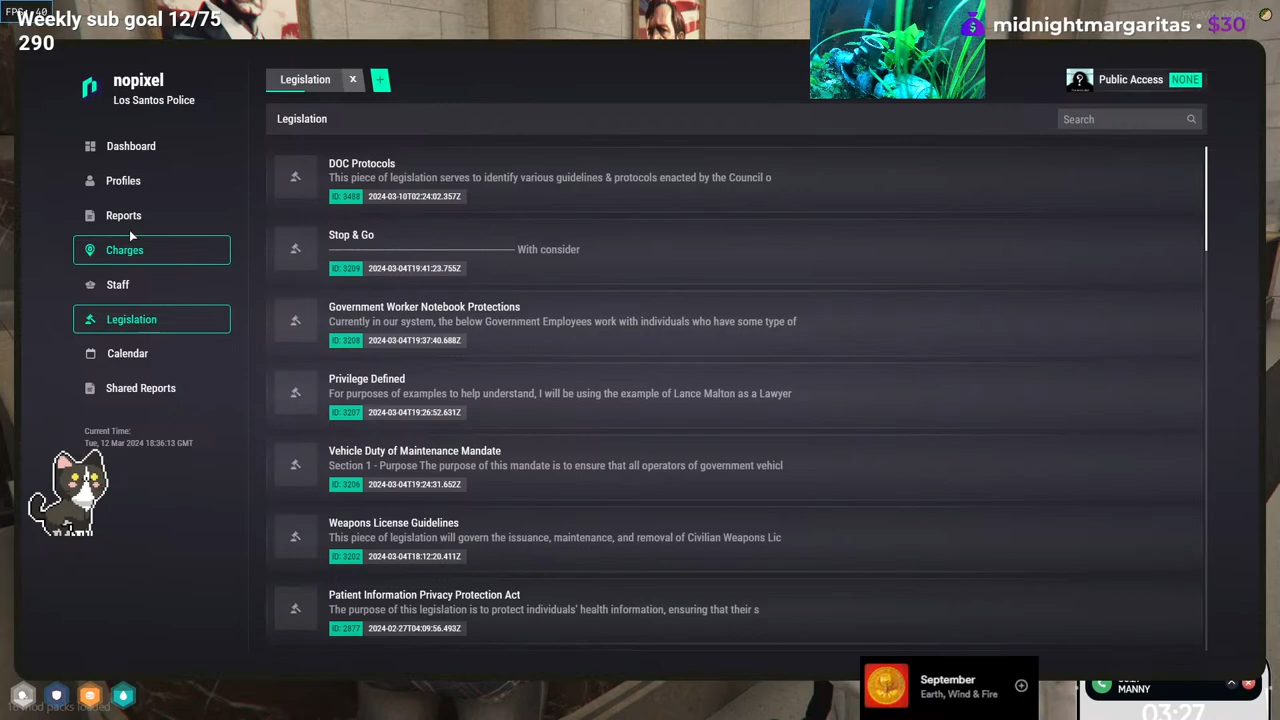 Weekly sub goal 12/75
290
midnightmargaritas • $30
nopixel
Los Santos Police
Legislation
x
+
Public Access
NONE
Legislation
Search
Dashboard
Profiles
Reports
Charges
Staff
Legislation
Calendar
Shared Reports
Current Time:
Tue, 12 Mar 2024 18:36:13 GMT
DOC Protocols
This piece of legislation serves to identify various guidelines & protocols enacted by the Council o
ID: 3488 2024-03-10T02:24:02.357Z
Stop & Go
With consider
ID: 3209 2024-03-04T19:41:23.755Z
Government Worker Notebook Protections
Currently in our system, the below Government Employees work with individuals who have some type of
ID: 3208 2024-03-04T19:37:40.688Z
Privilege Defined
For purposes of examples to help understand, I will be using the example of Lance Malton as a Lawyer
ID: 3207 2024-03-04T19:26:52.631Z
Vehicle Duty of Maintenance Mandate
Section 1 - Purpose The purpose of this mandate is to ensure that all operators of government vehicl
ID: 3206 2024-03-04T19:24:31.652Z
Weapons License Guidelines
This piece of legislation will govern the issuance, maintenance, and removal of Civilian Weapons Lic
ID: 3202 2024-03-04T18:12:20.411Z
Patient Information Privacy Protection Act
The purpose of this legislation is to protect individuals' health information, ensuring that their s
ID: 2877 2024-02-27T04:09:56.493Z
September
Earth, Wind & Fire
MANNY
03:27
mod packs loaded